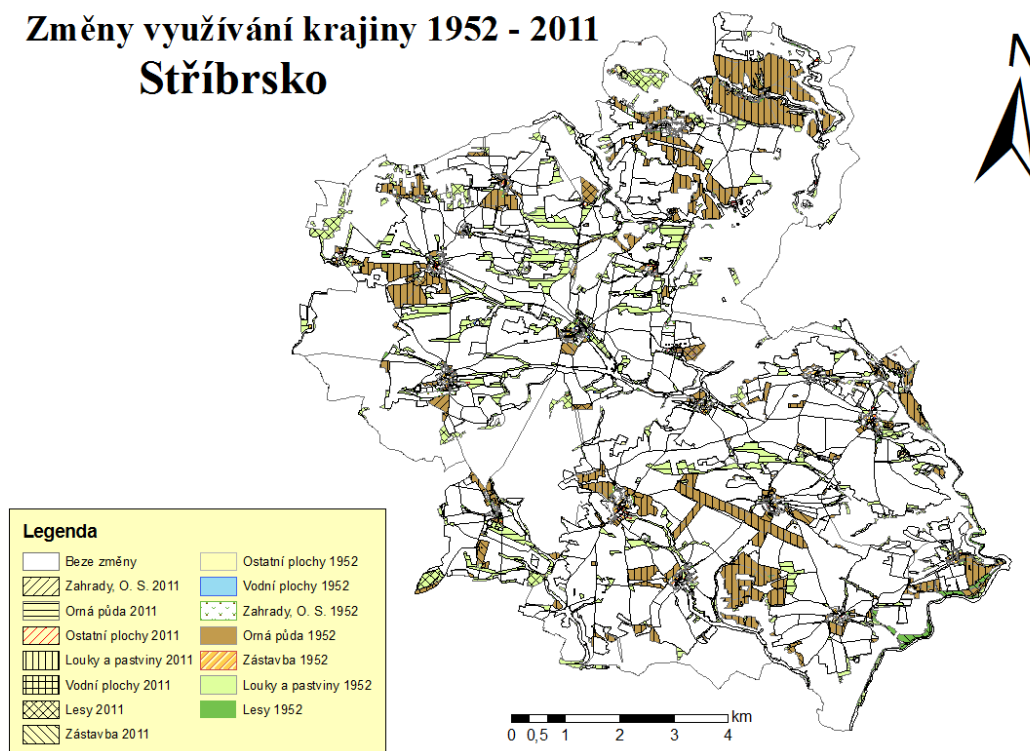 Změny využívání krajiny 1952 - 2011
Stříbrsko
N
Legenda
Beze změny
Zahrady, O. S. 2011
Orná půda 2011
Ostatní plochy 2011
Louky a pastviny 2011
Vodní plochy 2011
Lesy 2011
Zástavba 2011
Ostatní plochy 1952
Vodní plochy 1952
Zahrady, O. S. 1952
Orná půda 1952
Zástavba 1952
Louky a pastviny 1952
Lesy 1952
km
0 0,5 1 2 3 4